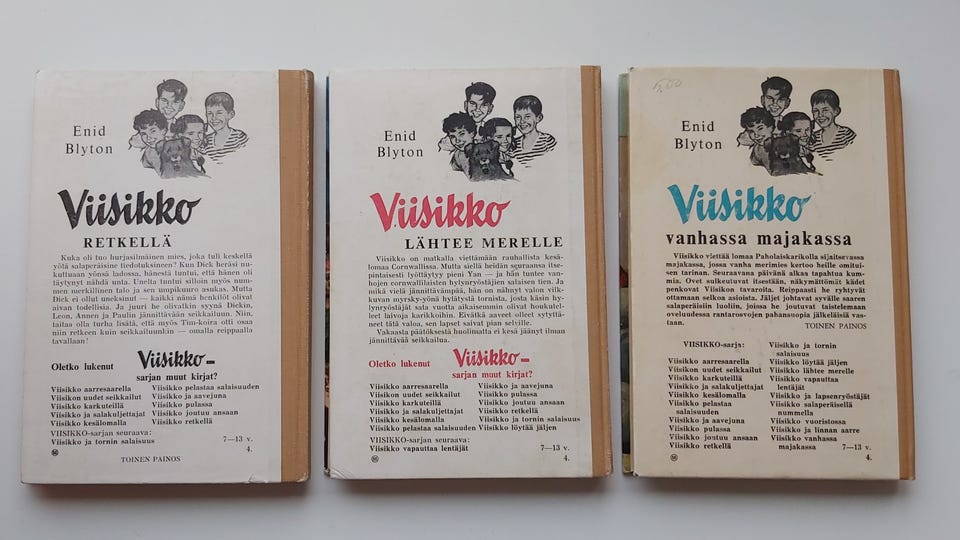 Enid
Blyton
Viisikko
RETKELLÄ
Kuka oli tuo hurjasilmäinen mies, joka tuli keskellä
yötä salaperäisine tiedotuksineen? Kun Dick heräsi nu-
kuttuaan yönsä ladossa, hänestä tuntui, että hänen oli
täytynyt nähdä unta. Unelta tuntui silloin myös num-
men merkillinen talo ja sen umpikuuro asukas. Mutta
Dick ei ollut uneksinut — kaikki nämä henkilöt olivat
aivan todellisia. Ja juuri he olivatkin syynä Dickin,
Leon, Annen ja Paulin jännittävään seikkailuun. Niin,
taitaa olla turha lisätä, että myös Tim-koira otti osaa
niin retkeen kuin seikkailuunkin — omalla reippaalla
tavallaan!
Oletko lukenut Viisikko–
sarjan muut kirjat?
Viisikko aarresaarella
Viisikon uudet seikkailut
Viisikko karkuteillä
Viisikko ja salakuljettajat
Viisikko kesälomalla
Viisikko pelastaa salaisuuden
Viisikko ja aavejuna
Viisikko pulassa
Viisikko joutuu ansaan
Viisikko retkellä
VIISIKKO-sarjan seuraava:
Viisikko ja tornin salaisuus
7—13 v.
4.
TOINEN PAINOS
Enid
Blyton
Viisikko
LÄHTEE MERELLE
Viisikko on matkalla viettämään rauhallista kesä-
lomaa Cornwallissa. Mutta siellä heidän seuraansa itse-
pintaisesti lyöttäytyy pieni Yan — ja hän tuntee van-
hojen cornwallilaisten hylynryöstäjien salaisen tien. Ja
mikä vielä jännittävämpää, hän on nähnyt valon vilk-
kuvan myrsky-yönä hylätystä tornista, josta käsin hy-
lynryöstäjät sata vuotta aikaisemmin olivat houkutel-
leet laivoja karikkoihin. Eivätkä aaveet olleet sytyttä-
neet tätä valoa, sen lapset saivat pian selville.
Vakaasta päätöksestä huolimatta ei kesä jäänyt ilman
jännittävää seikkailua.
Oletko lukenut Viisikko–
sarjan muut kirjat?
Viisikko aarresaarella
Viisikon uudet seikkailut
Viisikko karkuteillä
Viisikko ja salakuljettajat
Viisikko kesälomalla
Viisikko pelastaa salaisuuden
Viisikko ja aavejuna
Viisikko pulassa
Viisikko joutuu ansaan
Viisikko retkellä
Viisikko ja tornin salaisuus
Viisikko löytää jäljen
VIISIKKO-sarjan seuraava:
Viisikko vapauttaa lentäjät
7—13 v.
4.
5,00
Enid
Blyton
Viisikko
vanhassa majakassa
Viisikko viettää lomaa Paholaiskarikolla sijaitsevassa
majakassa, jossa vanha merimies kertoo heille omitui-
sen tarinan. Seuraavana päivänä alkaa tapahtua kum-
mia. Ovet sulkeutuvat itsestään, näkymättömät kädet
penkovat Viisikon tavaroita. Reippaasti he ryhtyvät
ottamaan selkoa asioista. Jäljet johtavat syvälle saaren
salaperäisiin luoliin, joissa he joutuvat taistelemaan
oveluudessa rantarosvojen pahansuopia jälkeläisiä vas-
taan.
TOINEN PAINOS
VIISIKKO-sarja:
Viisikko aarresaarella
Viisikon uudet seikkailut
Viisikko karkuteillä
Viisikko ja salakuljettajat
Viisikko kesälomalla
Viisikko pelastaa
salaisuuden
Viisikko ja aavejuna
Viisikko pulassa
Viisikko joutuu ansaan
Viisikko retkellä
Viisikko ja tornin
salaisuus
Viisikko löytää jäljen
Viisikko lähtee merelle
Viisikko vapauttaa
lentäjät
Viisikko ja lapsenryöstäjät
Viisikko salaperäisellä
nummella
Viisikko vuoristossa
Viisikko ja linnan aarre
Viisikko vanhassa
majakassa
7—13 v.
4.